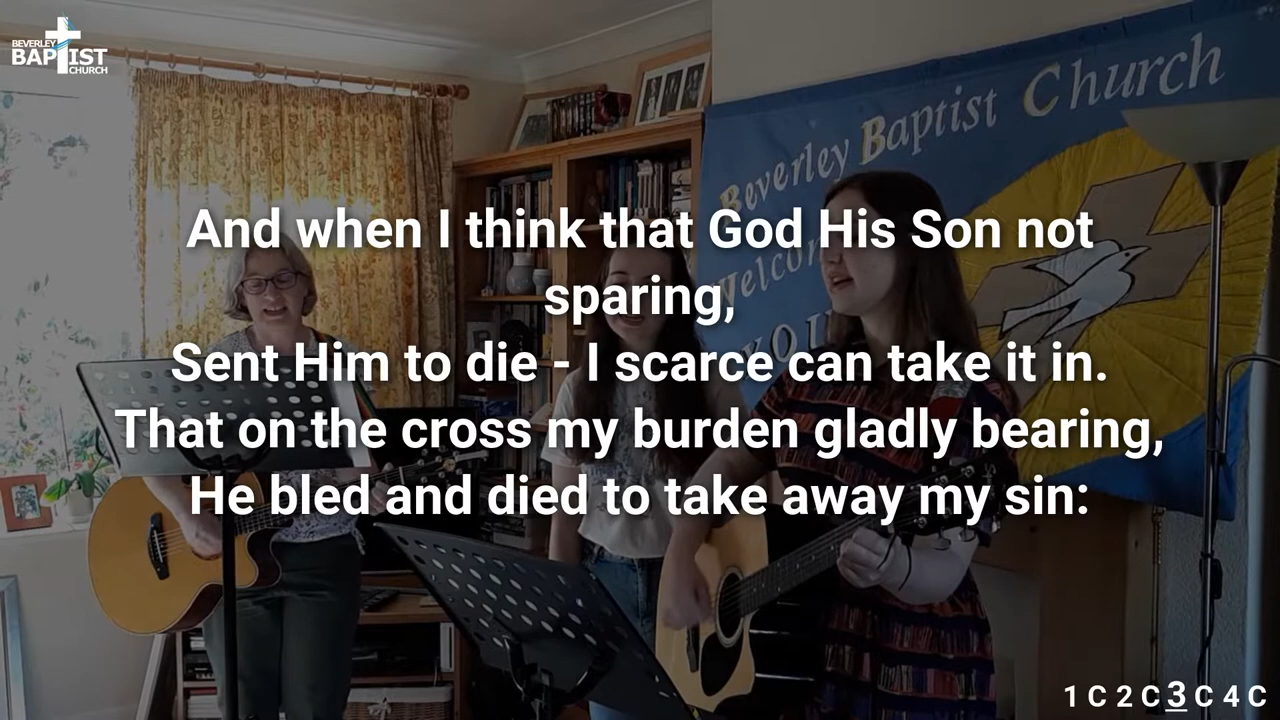 BEVERLEY
BAPTIST
CHURCH
Beverley Baptist Church
Welcom
YOU
And when I think that God His Son not
sparing,
Sent Him to die - I scarce can take it in.
That on the cross my burden gladly bearing,
He bled and died to take away my sin:
1 C 2 C 3 C 4 C